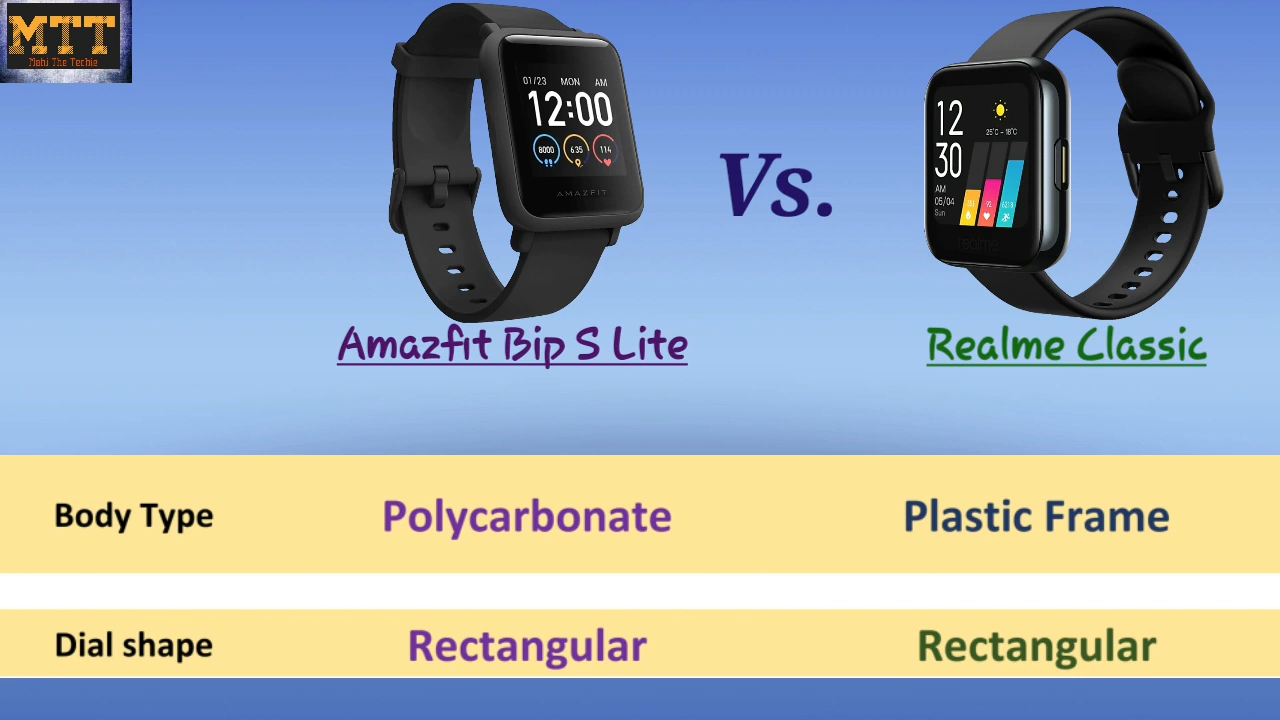 MTT
Mohi The Techie
01/23 MON AM
12:00
8000 635 114
AMAZFIT
Vs.
12
30
25°C ~ 18°C
AM
05/04
Sun
realme
Amazfit Bip S Lite
Realme Classic
Body Type Polycarbonate Plastic Frame
Dial shape Rectangular Rectangular